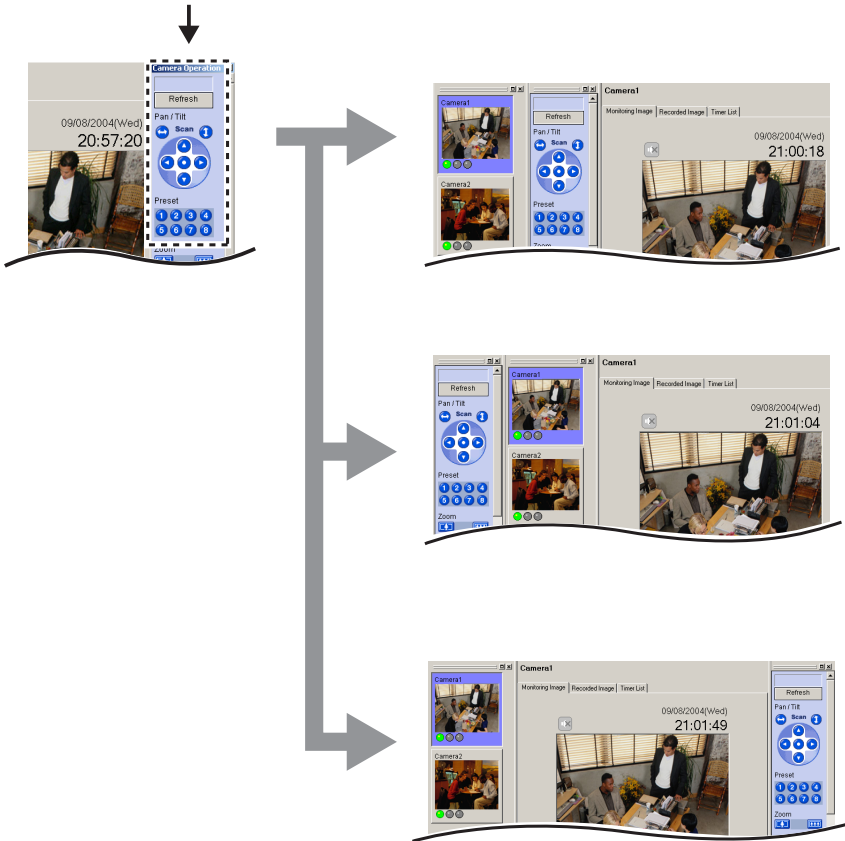 Camera Operation
Refresh
Pan / Tilt
Scan
09/08/2004(Wed)
20:57:20
Preset
1 2 3 4
5 6 7 8
Zoom
Camera1
Camera2
Refresh
Pan / Tilt
Scan
Preset
1 2 3 4
5 6 7 8
Zoom
Camera1
Monitoring Image Recorded Image Timer List
09/08/2004(Wed)
21:00:18
Refresh
Pan / Tilt
Scan
Preset
1 2 3 4
5 6 7 8
Zoom
Camera1
Camera2
Camera1
Monitoring Image Recorded Image Timer List
09/08/2004(Wed)
21:01:04
Camera1
Camera2
Camera1
Monitoring Image Recorded Image Timer List
09/08/2004(Wed)
21:01:49
Refresh
Pan / Tilt
Scan
Preset
1 2 3 4
5 6 7 8
Zoom